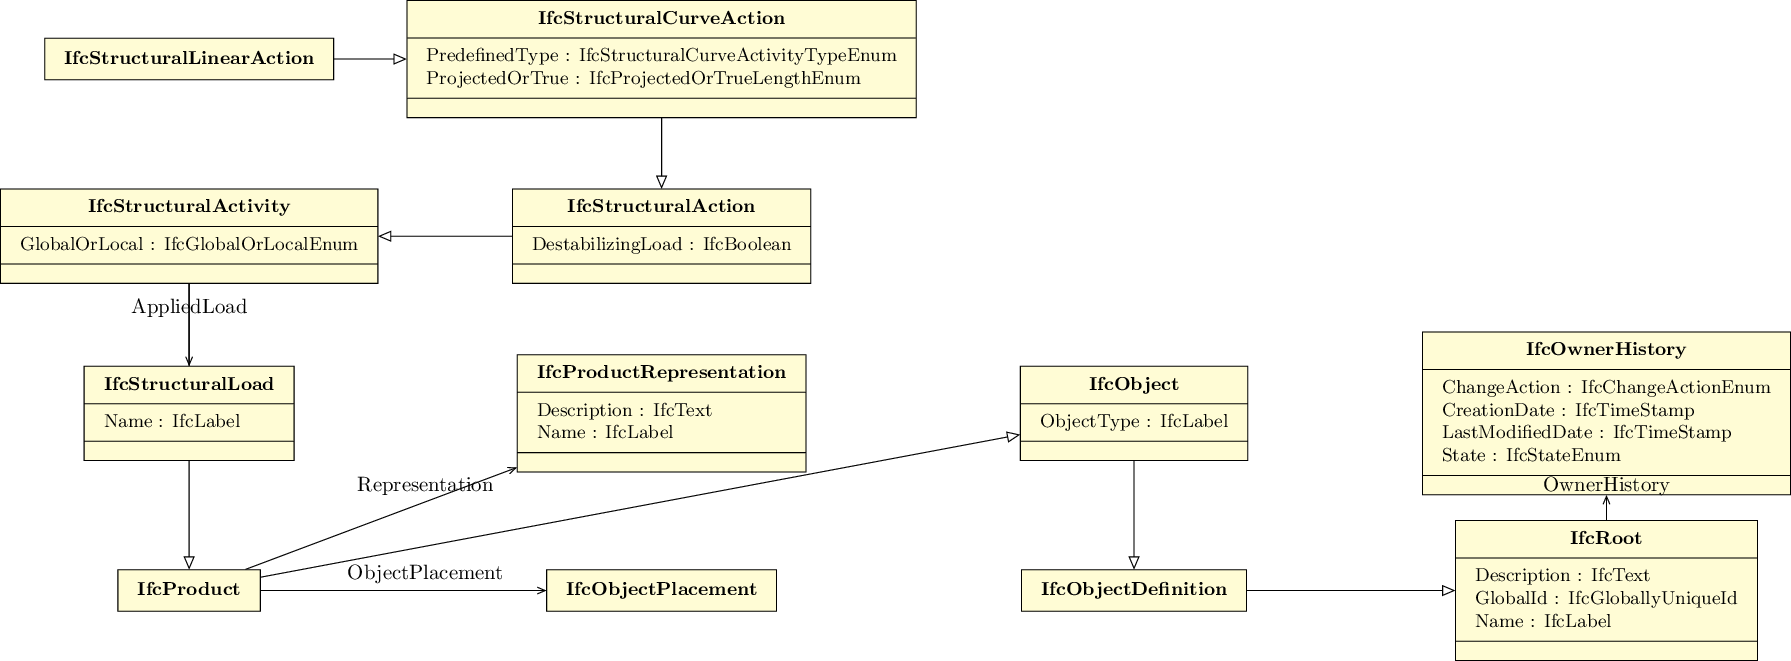 IfcStructuralCurveAction
PredefinedType : IfcStructuralCurveActivityTypeEnum
ProjectedOrTrue : IfcProjectedOrTrueLengthEnum
IfcStructuralLinearAction
IfcStructuralActivity
GlobalOrLocal : IfcGlobalOrLocalEnum
IfcStructuralAction
DestabilizingLoad : IfcBoolean
AppliedLoad
IfcStructuralLoad
Name : IfcLabel
IfcProductRepresentation
Description : IfcText
Name : IfcLabel
IfcObject
ObjectType : IfcLabel
IfcOwnerHistory
ChangeAction : IfcChangeActionEnum
CreationDate : IfcTimeStamp
LastModifiedDate : IfcTimeStamp
State : IfcStateEnum
Representation
OwnerHistory
IfcProduct
ObjectPlacement
IfcObjectPlacement
IfcObjectDefinition
IfcRoot
Description : IfcText
GlobalId : IfcGloballyUniqueId
Name : IfcLabel